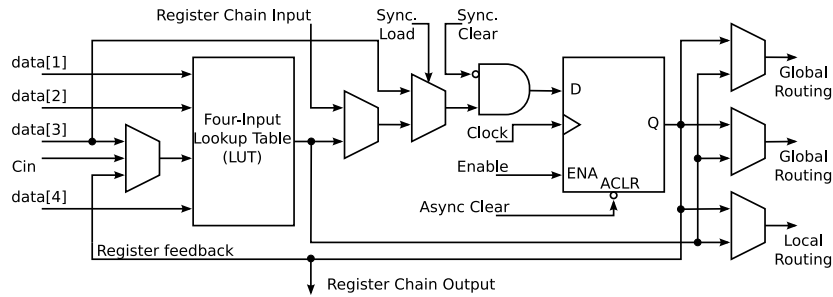 Register Chain Input
Sync.
Load
Sync.
Clear
data[1]
data[2]
data[3]
Cin
data[4]
Four-Input
Lookup Table
(LUT)
Clock
Enable
Async Clear
D
Q
ENA
ACLR
Global
Routing
Global
Routing
Local
Routing
Register feedback
Register Chain Output